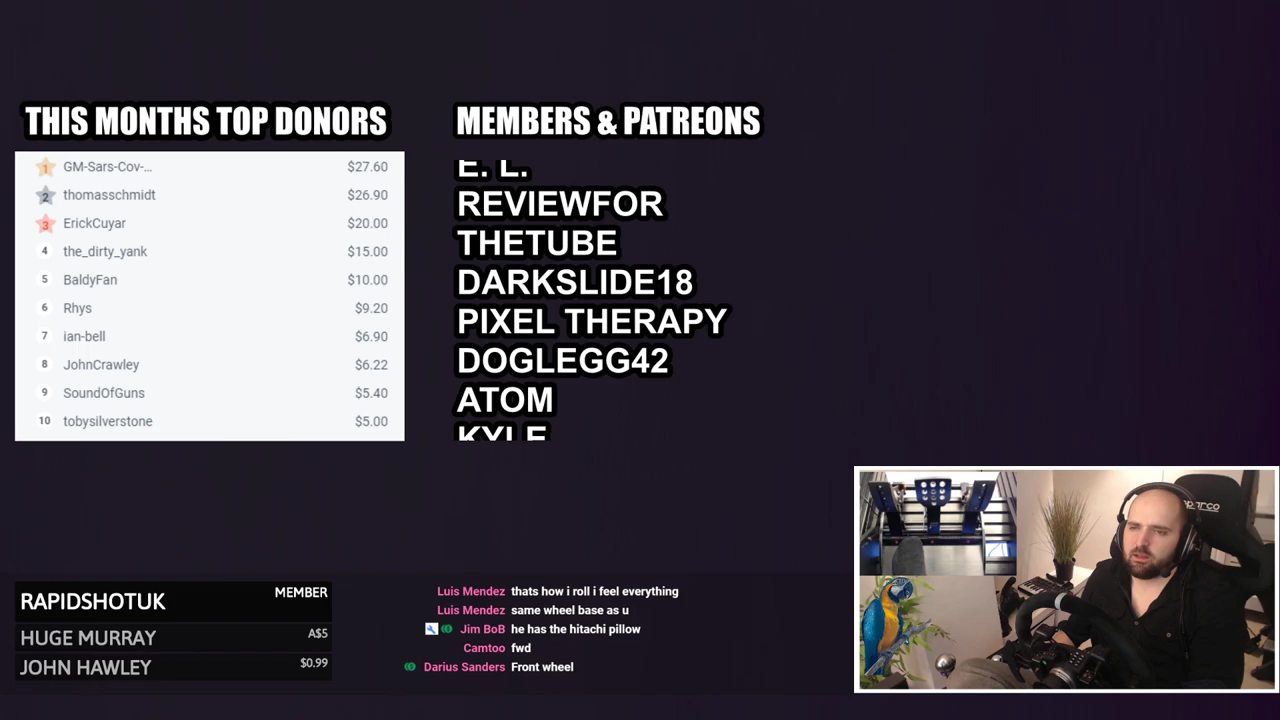 THIS MONTHS TOP DONORS
1 GM-Sars-Cov-... $27.60
2 thomasschmidt $26.90
3 ErickCuyar $20.00
4 the_dirty_yank $15.00
5 BaldyFan $10.00
6 Rhys $9.20
7 ian-bell $6.90
8 JohnCrawley $6.22
9 SoundOfGuns $5.40
10 tobysilverstone $5.00
MEMBERS & PATREONS
E. L.
REVIEWFOR
THETUBE
DARKSLIDE18
PIXEL THERAPY
DOGLEGG42
ATOM
KYLE
RAPIDSHOTUK MEMBER
HUGE MURRAY A$5
JOHN HAWLEY $0.99
Luis Mendez thats how i roll i feel everything
Luis Mendez same wheel base as u
Jim BoB he has the hitachi pillow
Camtoo fwd
Darius Sanders Front wheel